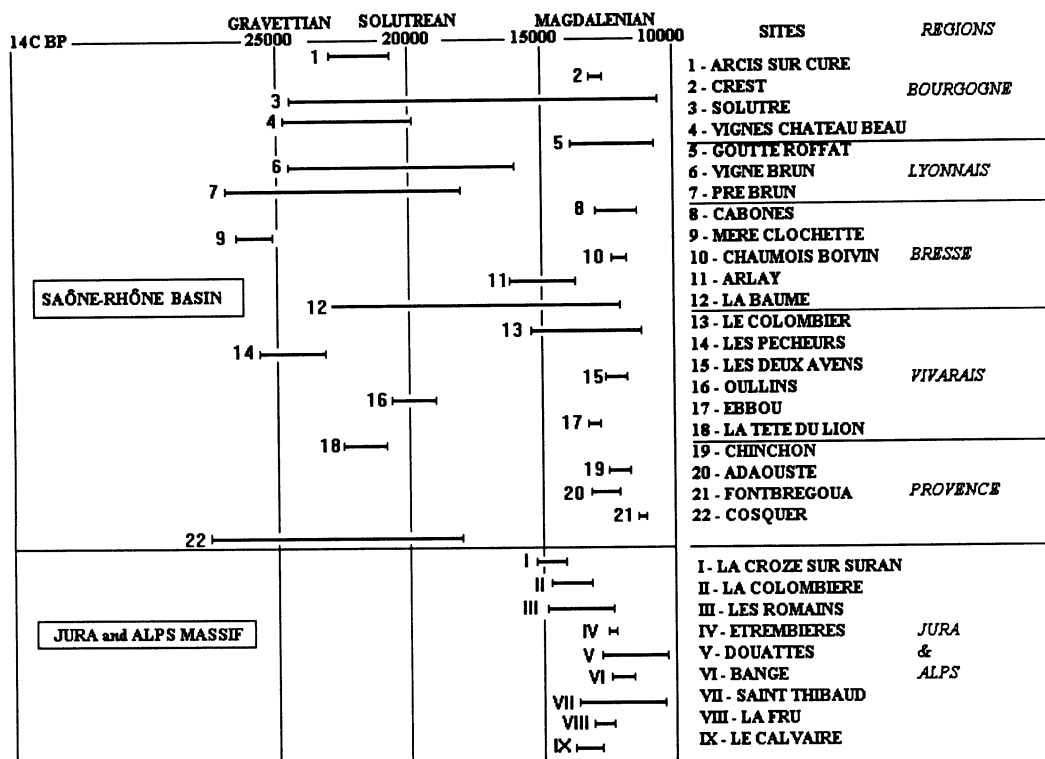 GRAVETTIAN SOLUTREAN MAGDALENIAN
14C BP 25000 20000 15000 10000 SITES REGIONS
1 1 - ARCIS SUR CURE
2 2 - CREST BOURGOGNE
3 3 - SOLUTRE
4 4 - VIGNES CHATEAU BEAU
5 5 - GOUTTE ROFFAT
6 6 - VIGNE BRUN LYONNAIS
7 7 - PRE BRUN
8 8 - CABONES
9 9 - MERE CLOCHETTE
10 10 - CHAUMOIS BOIVIN BRESSE
11 11 - ARLAY
SAÔNE-RHÔNE BASIN 12 12 - LA BAUME
13 13 - LE COLOMBIER
14 14 - LES PECHEURS
15 15 - LES DEUX AVENS VIVARAIS
16 16 - OULLINS
17 17 - EBBOU
18 18 - LA TETE DU LION
19 19 - CHINCHON
20 20 - ADAOUSTE
21 21 - FONTBREGOUA PROVENCE
22 22 - COSQUER
I I - LA CROZE SUR SURAN
II II - LA COLOMBIERE
III III - LES ROMAINS
JURA and ALPS MASSIF IV IV - ETREMBIERES JURA
V V - DOUATTES &
VI VI - BANGE ALPS
VII VII - SAINT THIBAUD
VIII VIII - LA FRU
IX IX - LE CALVAIRE